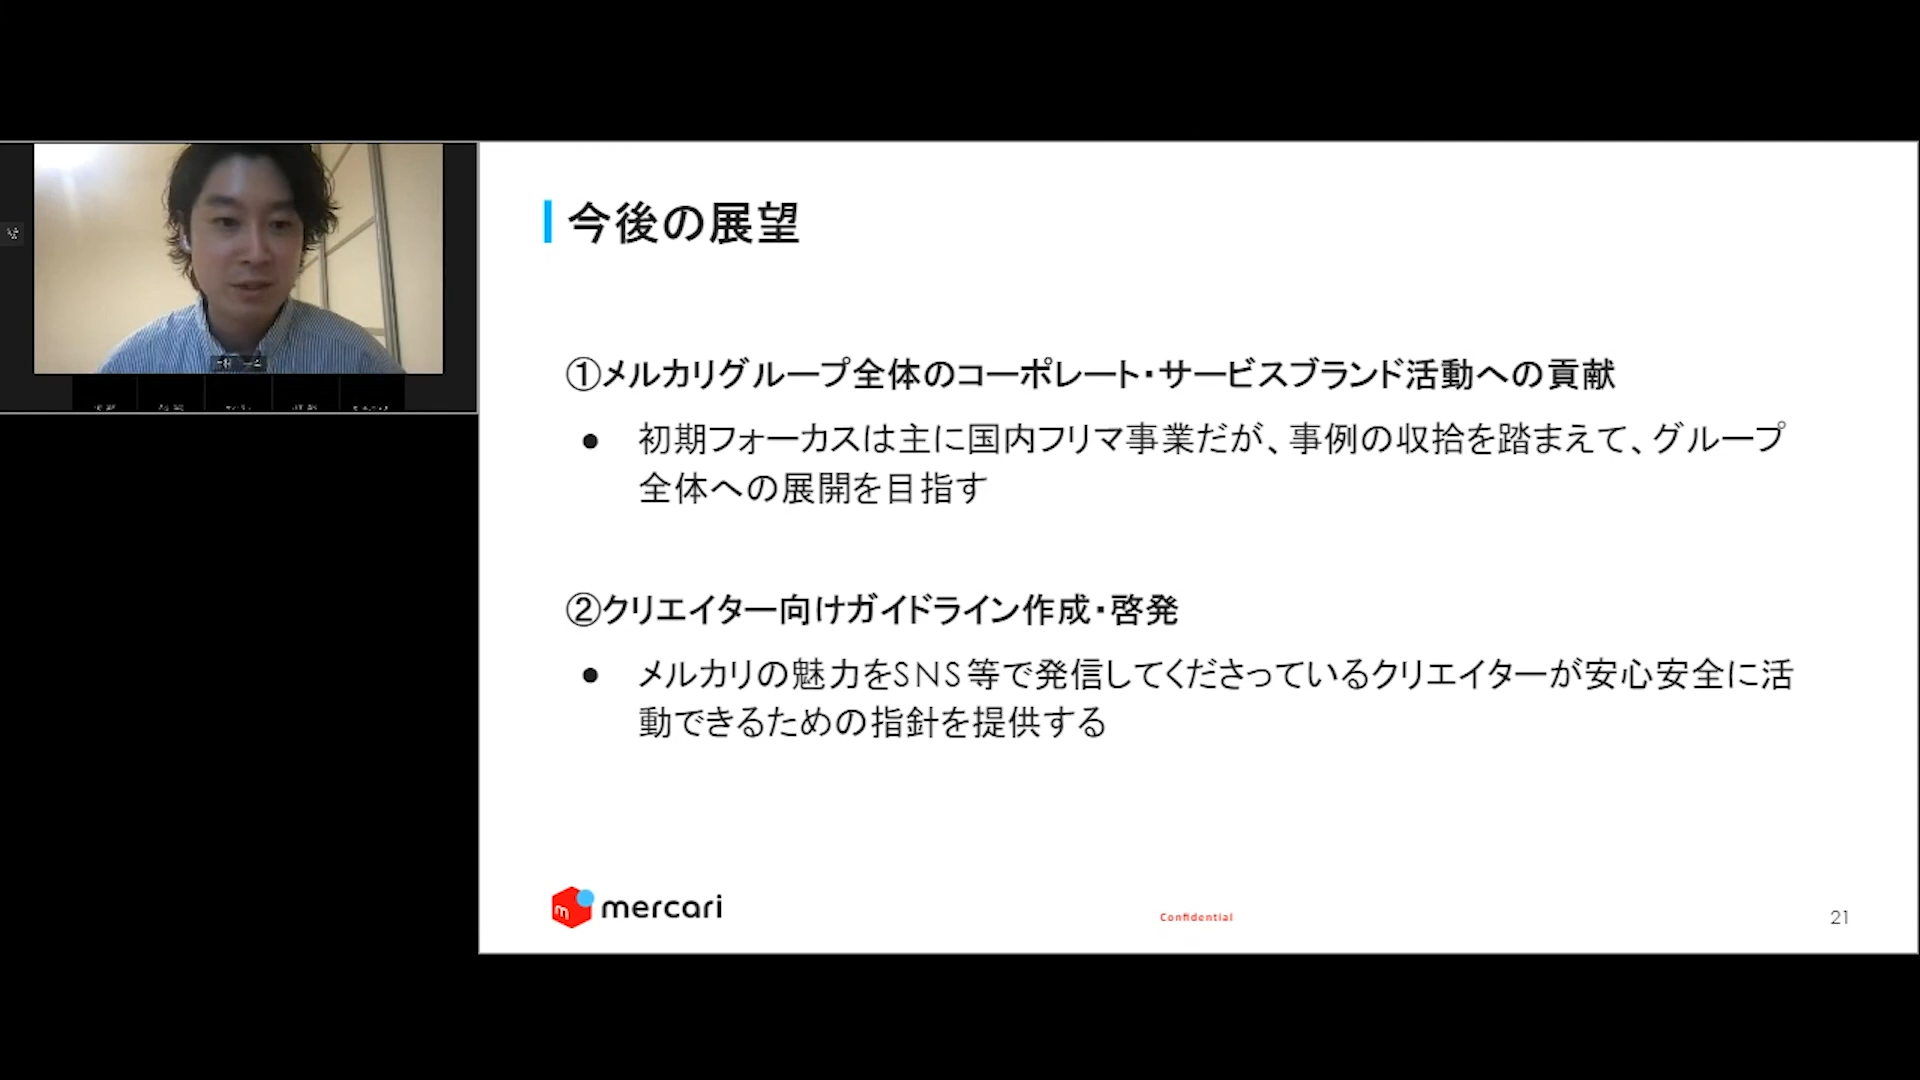 今後の展望
①メルカリグループ全体のコーポレート・サービスブランド活動への貢献
● 初期フォーカスは主に国内フリマ事業だが、事例の収拾を踏まえて、グループ
全体への展開を目指す
②クリエイター向けガイドライン作成・啓発
● メルカリの魅力をSNS等で発信してくださっているクリエイターが安心安全に活
動できるための指針を提供する
m mercari
Confidential
21